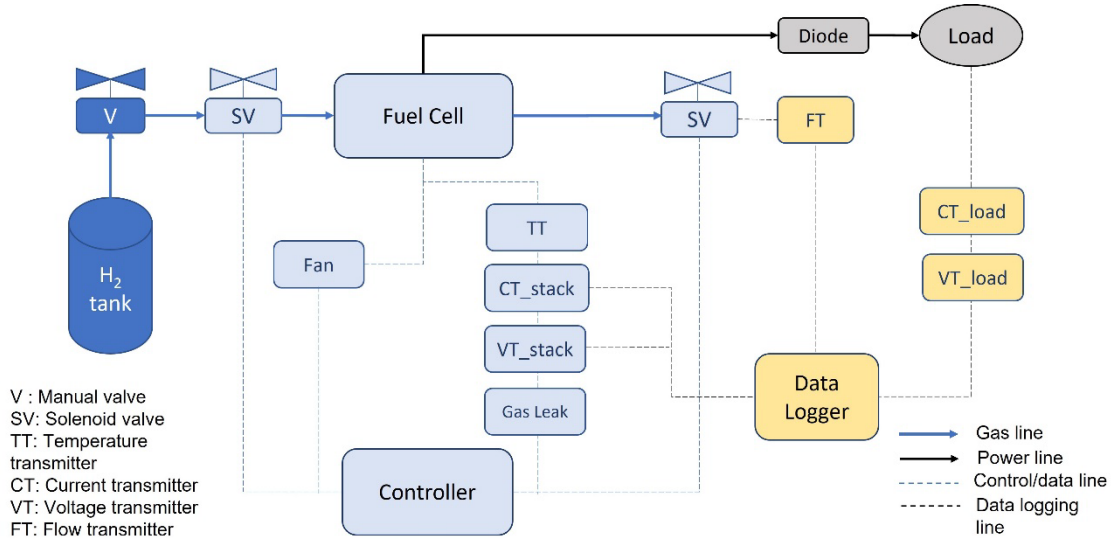 Diode
Load
V
SV
Fuel Cell
SV
FT
TT
CT_load
Fan
H2
tank
CT_stack
VT_load
VT_stack
Data
Logger
Gas Leak
Controller
V : Manual valve
SV: Solenoid valve
TT: Temperature
transmitter
CT: Current transmitter
VT: Voltage transmitter
FT: Flow transmitter
Gas line
Power line
Control/data line
Data logging
line